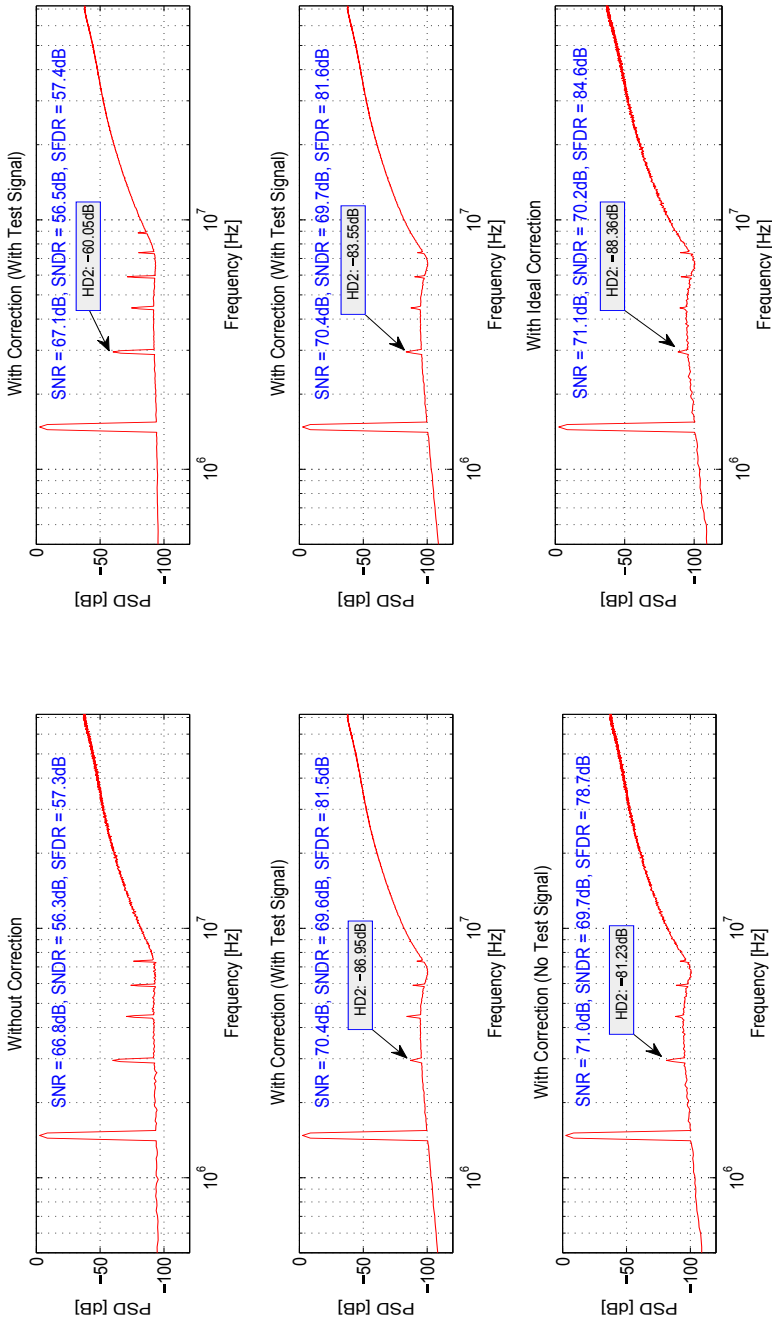 Without Correction
SNR = 66.8dB, SNDR = 56.3dB, SFDR = 57.3dB
0
−50
−100
PSD [dB]
10^6
10^7
Frequency [Hz]
With Correction (With Test Signal)
SNR = 67.1dB, SNDR = 56.5dB, SFDR = 57.4dB
HD2: −60.05dB
0
−50
−100
PSD [dB]
10^6
10^7
Frequency [Hz]
With Correction (With Test Signal)
SNR = 70.4dB, SNDR = 69.6dB, SFDR = 81.5dB
HD2: −86.95dB
0
−50
−100
PSD [dB]
10^6
10^7
Frequency [Hz]
With Correction (With Test Signal)
SNR = 70.4dB, SNDR = 69.7dB, SFDR = 81.6dB
HD2: −83.55dB
0
−50
−100
PSD [dB]
10^6
10^7
Frequency [Hz]
With Correction (No Test Signal)
SNR = 71.0dB, SNDR = 69.7dB, SFDR = 78.7dB
HD2: −81.23dB
0
−50
−100
PSD [dB]
10^6
10^7
Frequency [Hz]
With Ideal Correction
SNR = 71.1dB, SNDR = 70.2dB, SFDR = 84.6dB
HD2: −88.36dB
0
−50
−100
PSD [dB]
10^6
10^7
Frequency [Hz]